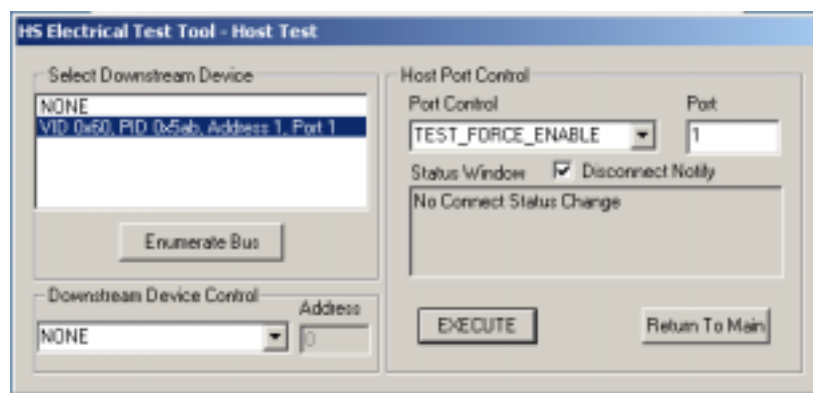 HS Electrical Test Tool - Host Test
Select Downstream Device
NONE
VID 0x60, PID 0x5ab, Address 1, Port 1
Enumerate Bus
Downstream Device Control
Address
NONE
0
Host Port Control
Port Control
Port
TEST_FORCE_ENABLE
1
Status Window
Disconnect Notify
No Connect Status Change
EXECUTE
Return To Main